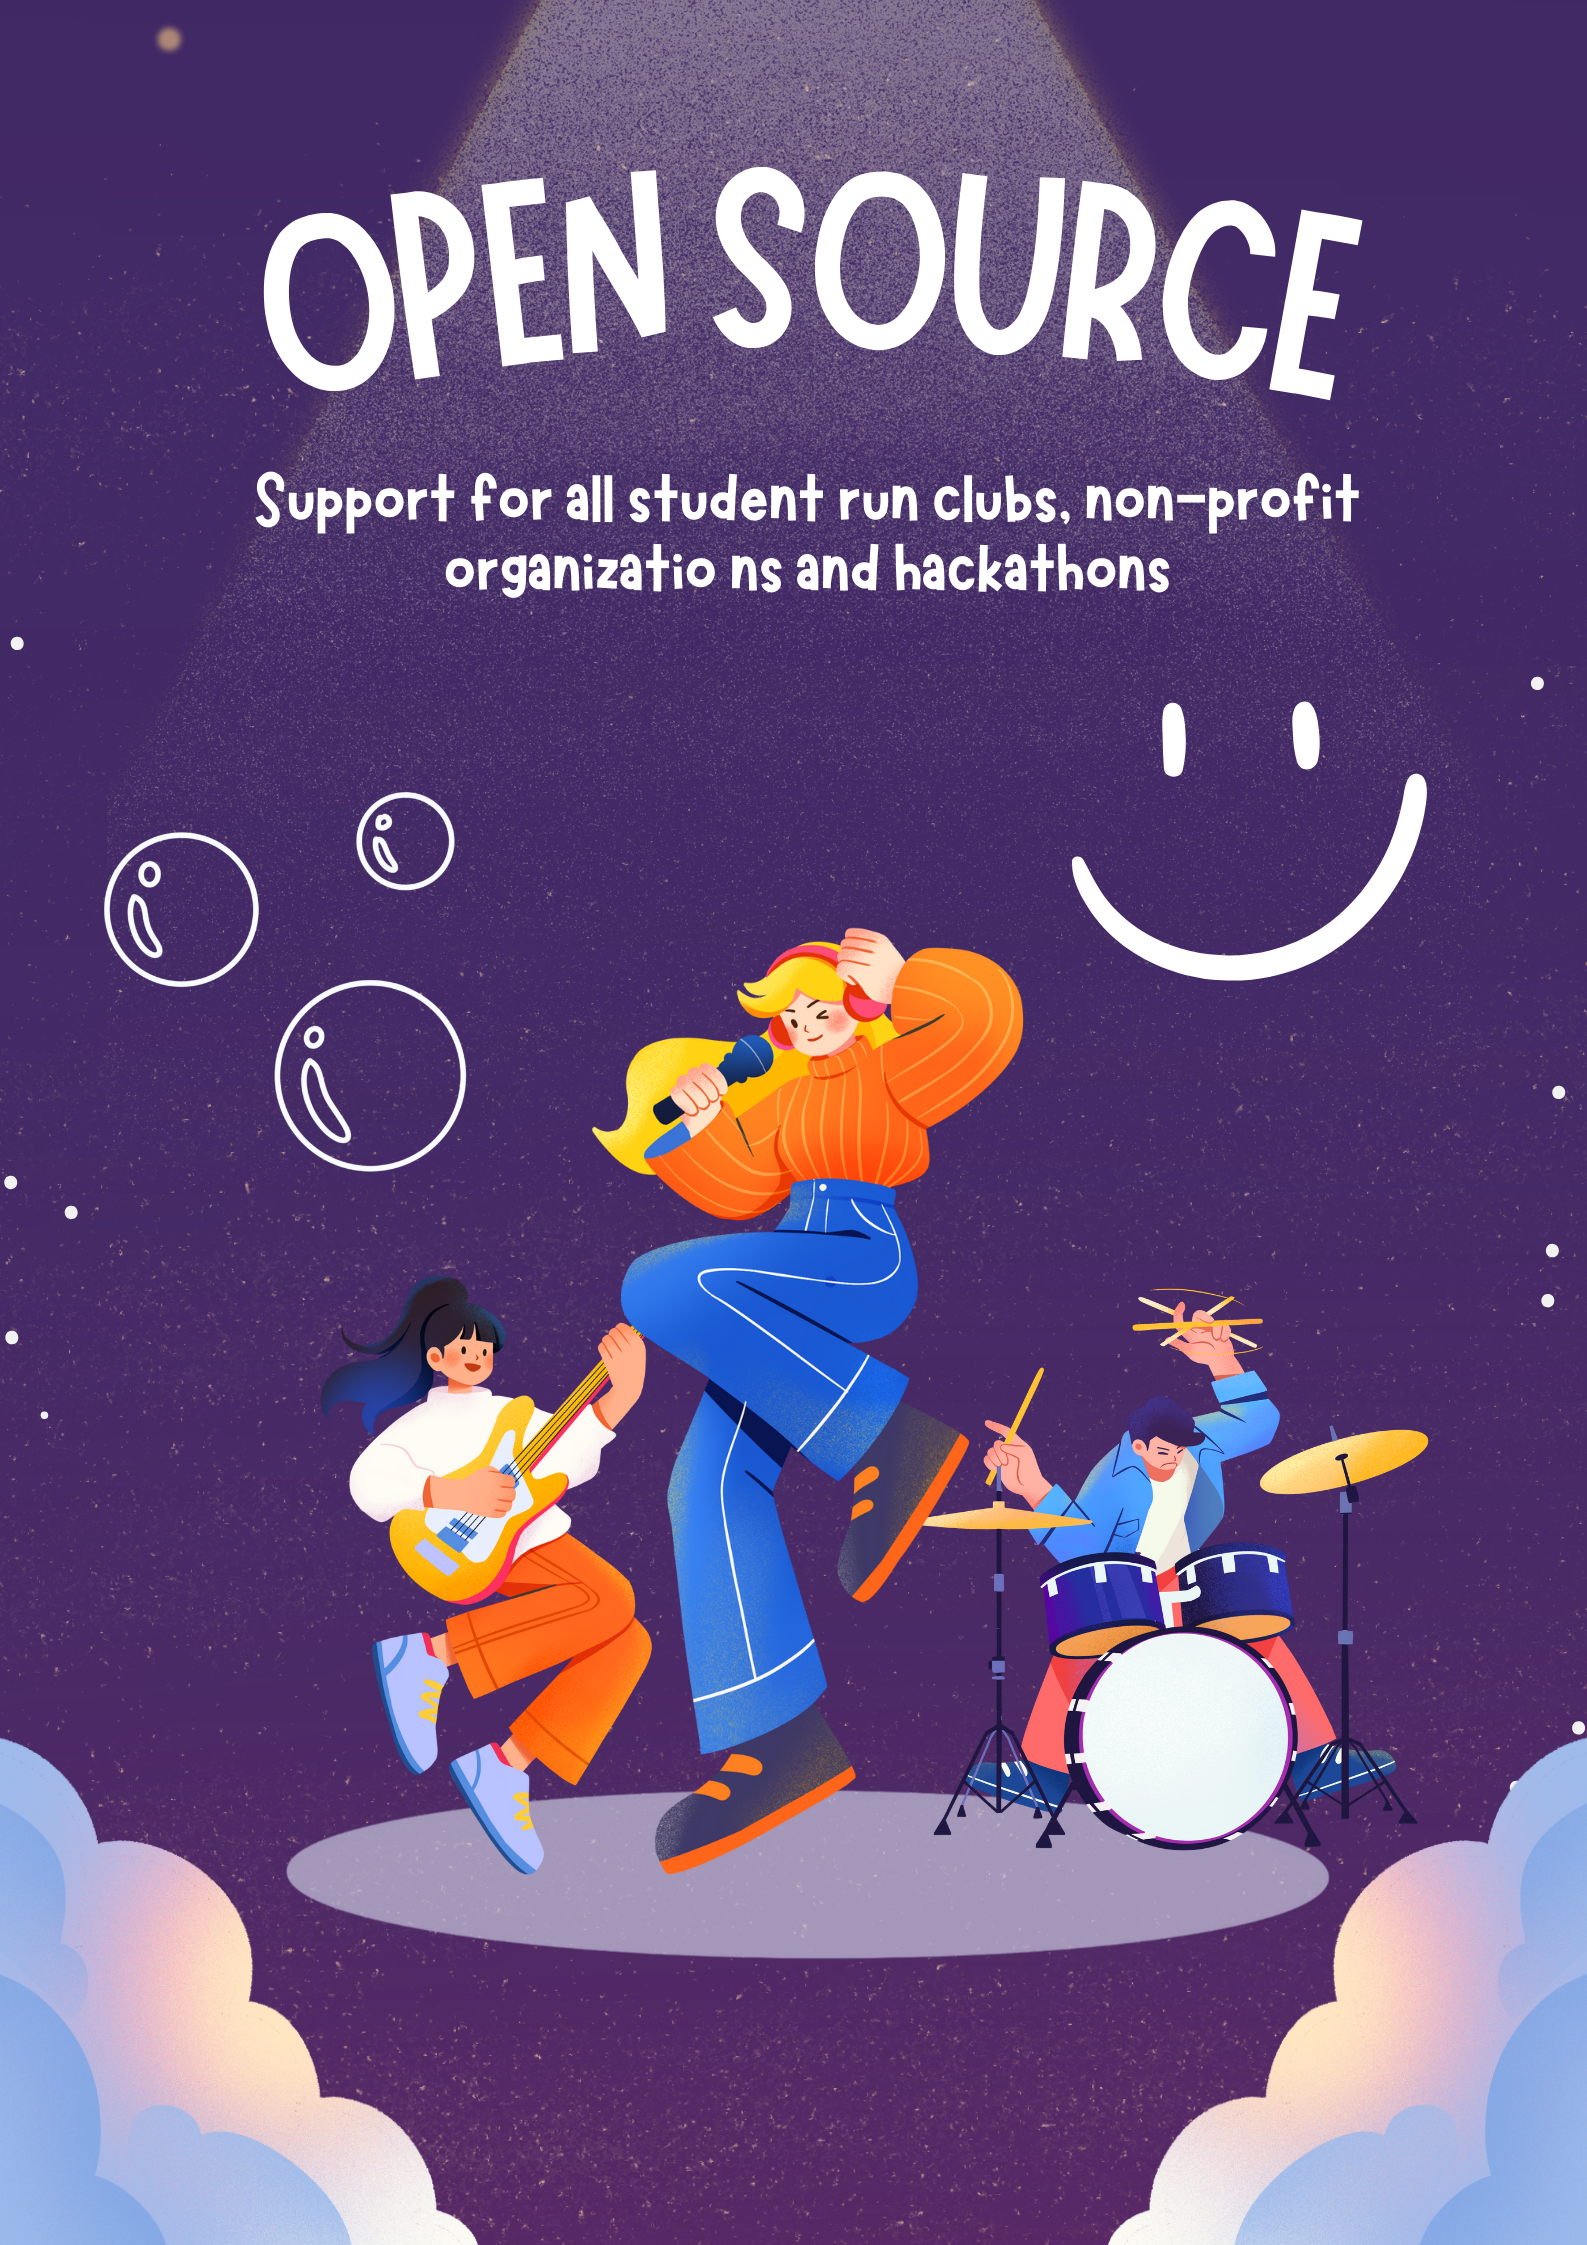 OPEN SOURCE
Support for all student run clubs, non-profit
organizatio ns and hackathons